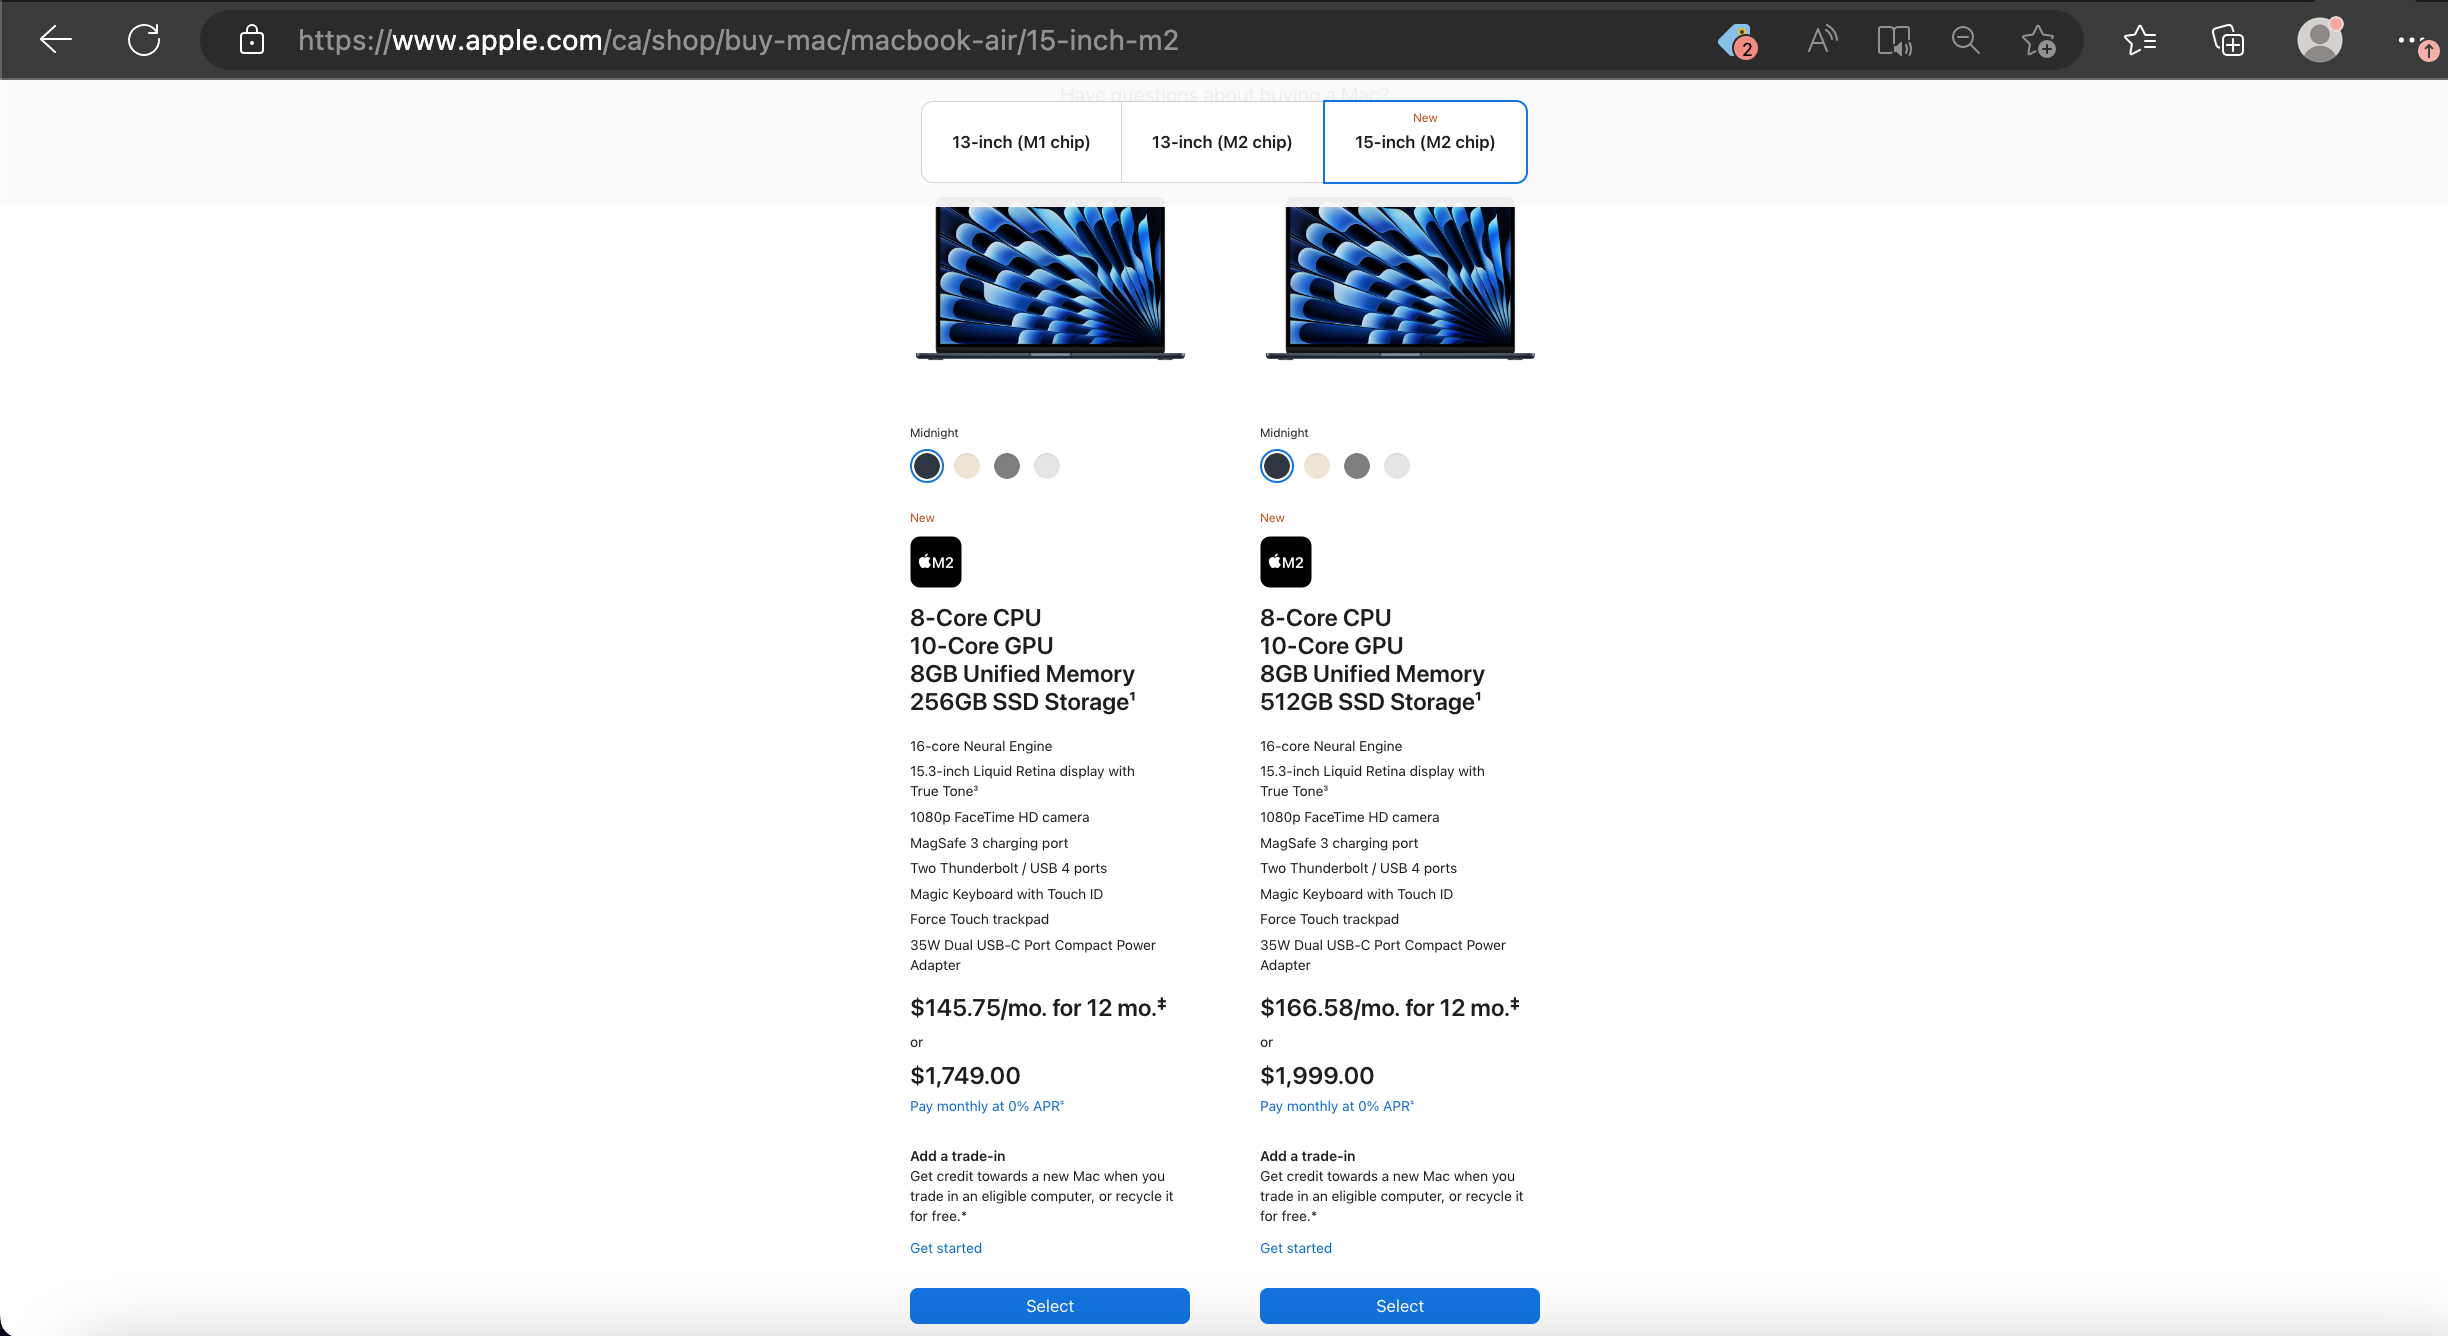 https://www.apple.com/ca/shop/buy-mac/macbook-air/15-inch-m2
2
A
Have questions about buying a Mac?
13-inch (M1 chip)
13-inch (M2 chip)
New
15-inch (M2 chip)
Midnight
New
M2
8-Core CPU
10-Core GPU
8GB Unified Memory
256GB SSD Storage¹
16-core Neural Engine
15.3-inch Liquid Retina display with
True Tone³
1080p FaceTime HD camera
MagSafe 3 charging port
Two Thunderbolt / USB 4 ports
Magic Keyboard with Touch ID
Force Touch trackpad
35W Dual USB-C Port Compact Power
Adapter
$145.75/mo. for 12 mo.‡
or
$1,749.00
Pay monthly at 0% APR‡
Add a trade-in
Get credit towards a new Mac when you
trade in an eligible computer, or recycle it
for free.*
Get started
Select
Midnight
New
M2
8-Core CPU
10-Core GPU
8GB Unified Memory
512GB SSD Storage¹
16-core Neural Engine
15.3-inch Liquid Retina display with
True Tone³
1080p FaceTime HD camera
MagSafe 3 charging port
Two Thunderbolt / USB 4 ports
Magic Keyboard with Touch ID
Force Touch trackpad
35W Dual USB-C Port Compact Power
Adapter
$166.58/mo. for 12 mo.‡
or
$1,999.00
Pay monthly at 0% APR‡
Add a trade-in
Get credit towards a new Mac when you
trade in an eligible computer, or recycle it
for free.*
Get started
Select